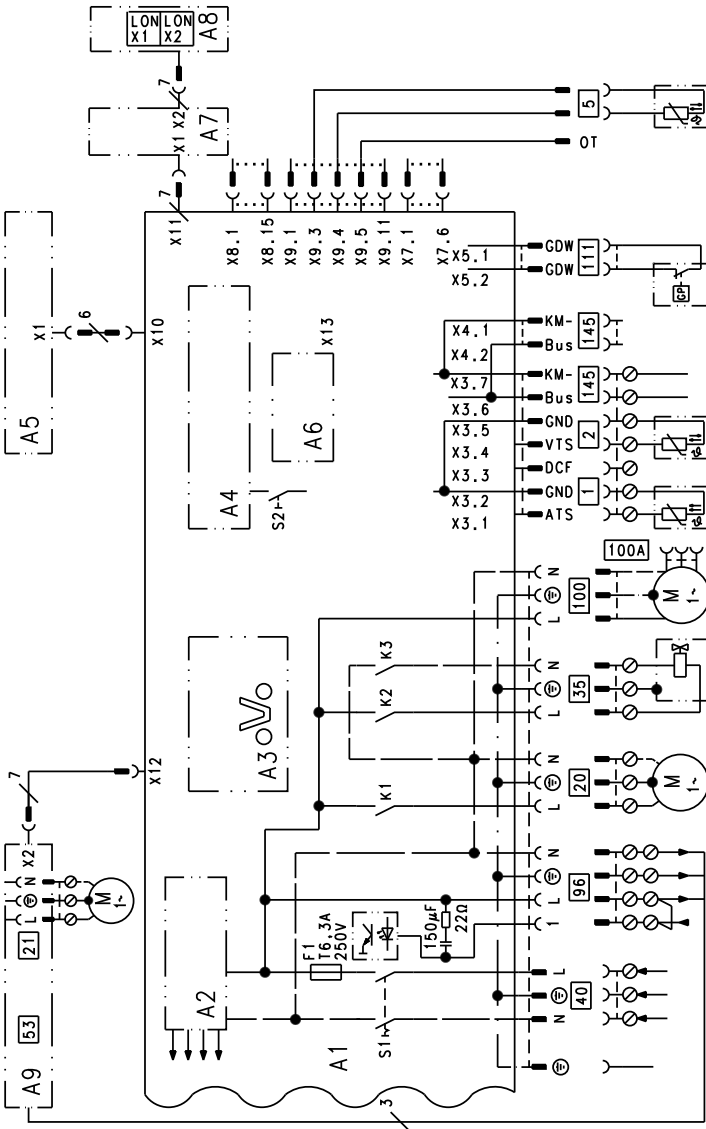 LON LON
X1 X2
A8
7
X1 X2
A7
7
X11
5
OT
X8.1
X8.15
X9.1
X9.3
X9.4
X9.5
X9.11
X7.1
X7.6
A5
X1
6
X10
X13
A6
A4
S2
X5.1
X5.2
GDW
GDW
111
GP
X4.1
X4.2
KM-
Bus
145
X3.7
X3.6
KM-
Bus
145
X3.5
X3.4
X3.3
X3.2
X3.1
GND
VTS
DCF
GND
ATS
2
1
ϑ
ϑ
ϑ
100A
N
L
100
M
1~
A3
K3
K2
N
L
35
X12
7
K1
N
L
20
M
1~
X2
N
L
21
M
1~
53
A9
A2
F1
T6.3A
250V
150µF
22Ω
N
L
1
96
S1
A1
L
N
40
3